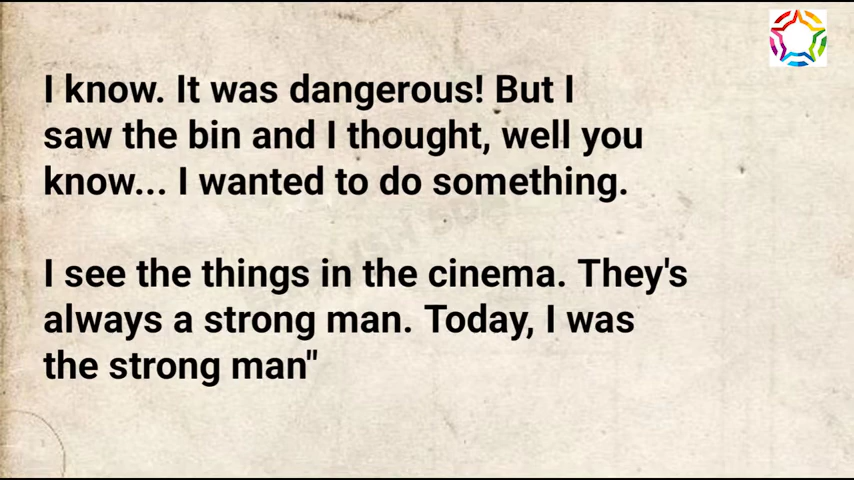 I know. It was dangerous! But I
saw the bin and I thought, well you
know... I wanted to do something.
I see the things in the cinema. They's
always a strong man. Today, I was
the strong man"